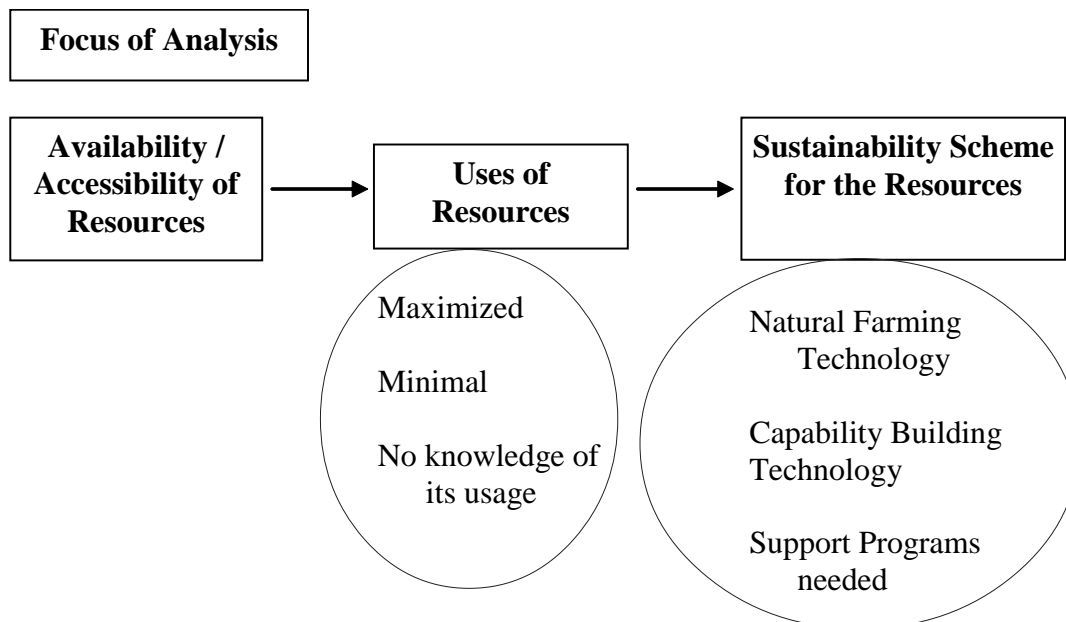 Focus of Analysis
Availability /
Accessibility of
Resources
Uses of
Resources
Sustainability Scheme
for the Resources
Maximized
Minimal
No knowledge of
its usage
Natural Farming
Technology
Capability Building
Technology
Support Programs
needed